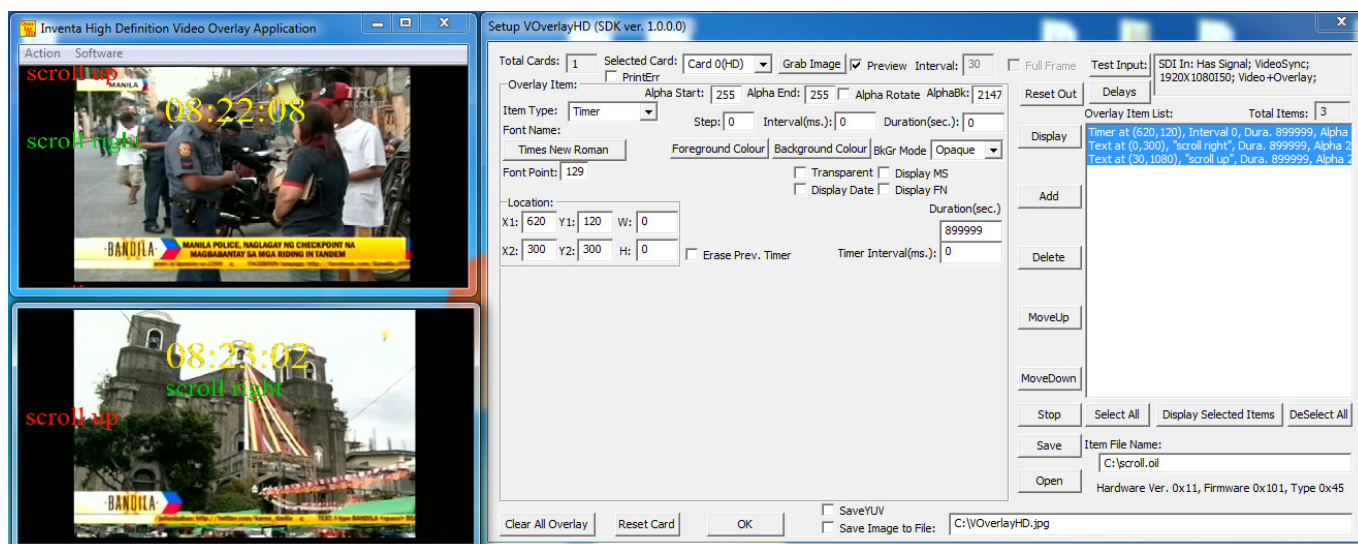 Inventa High Definition Video Overlay Application
Action Software
scroll up
MANILA
TFC
RECORDED
08:22:08
scroll right
BANDILA
MANILA POLICE, NAGLAGAY NG CHECKPOINT NA
MAGBABANTAY SA MGA RIDING IN TANDEM
08:23:02
scroll right
scroll up
BANDILA
Setup VOverlayHD (SDK ver. 1.0.0.0)
X
Total Cards: 1 Selected Card: Card 0(HD) Grab Image Preview Interval: 30 Full Frame Test Input: SDI In: Has Signal; VideoSync;
1920X1080I50; Video+Overlay;
PrintErr
Overlay Item: Alpha Start: 255 Alpha End: 255 Alpha Rotate AlphaBk: 2147 Reset Out Delays
Item Type: Timer Step: 0 Interval(ms.): 0 Duration(sec.): 0
Overlay Item List: Total Items: 3
Font Name:
Times New Roman Foreground Colour Background Colour BkGr Mode Opaque Display
Timer at (620,120), Interval 0, Dura. 899999, Alpha
Text at (0,300), "scroll right", Dura. 899999, Alpha 2
Text at (30,1080), "scroll up", Dura. 899999, Alpha 2
Font Point: 129 Transparent Display MS
Display Date Display FN
Add
Location: Duration(sec.)
X1: 620 Y1: 120 W: 0 899999
X2: 300 Y2: 300 H: 0 Erase Prev. Timer Timer Interval(ms.): 0 Delete
MoveUp
MoveDown
Stop Select All Display Selected Items DeSelect All
Save Item File Name:
C:\scroll.oil
Open Hardware Ver. 0x11, Firmware 0x101, Type 0x45
SaveYUV
Clear All Overlay Reset Card OK Save Image to File: C:\VOverlayHD.jpg